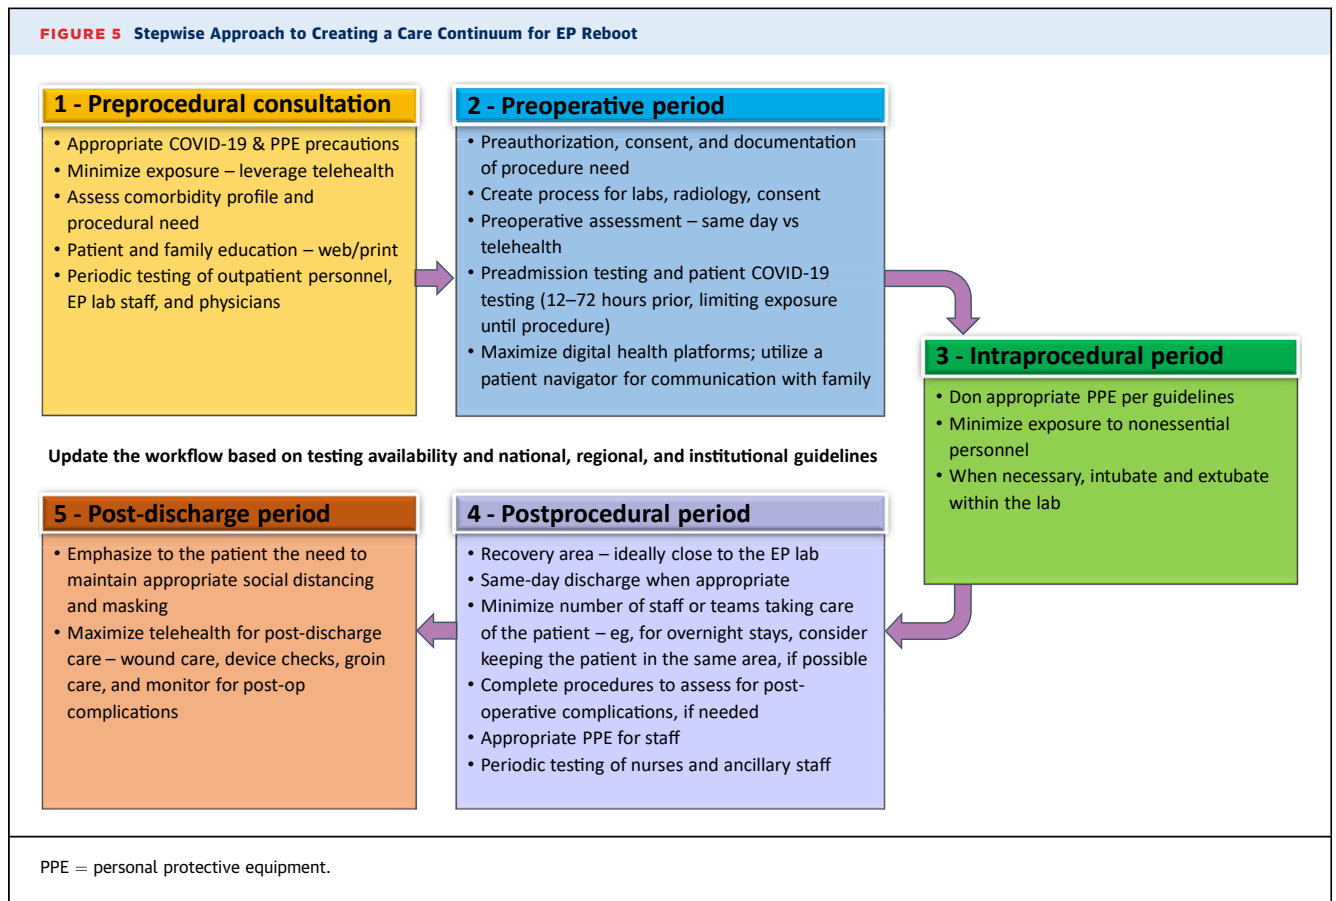 FIGURE 5 Stepwise Approach to Creating a Care Continuum for EP Reboot
1 - Preprocedural consultation
• Appropriate COVID-19 & PPE precautions
• Minimize exposure – leverage telehealth
• Assess comorbidity profile and
procedural need
• Patient and family education – web/print
• Periodic testing of outpatient personnel,
EP lab staff, and physicians
2 - Preoperative period
• Preauthorization, consent, and documentation
of procedure need
• Create process for labs, radiology, consent
• Preoperative assessment – same day vs
telehealth
• Preadmission testing and patient COVID-19
testing (12–72 hours prior, limiting exposure
until procedure)
• Maximize digital health platforms; utilize a
patient navigator for communication with family
3 - Intraprocedural period
• Don appropriate PPE per guidelines
• Minimize exposure to nonessential
personnel
• When necessary, intubate and extubate
within the lab
Update the workflow based on testing availability and national, regional, and institutional guidelines
4 - Postprocedural period
• Recovery area – ideally close to the EP lab
• Same-day discharge when appropriate
• Minimize number of staff or teams taking care
of the patient – eg, for overnight stays, consider
keeping the patient in the same area, if possible
• Complete procedures to assess for post-
operative complications, if needed
• Appropriate PPE for staff
• Periodic testing of nurses and ancillary staff
5 - Post-discharge period
• Emphasize to the patient the need to
maintain appropriate social distancing
and masking
• Maximize telehealth for post-discharge
care – wound care, device checks, groin
care, and monitor for post-op
complications
PPE = personal protective equipment.